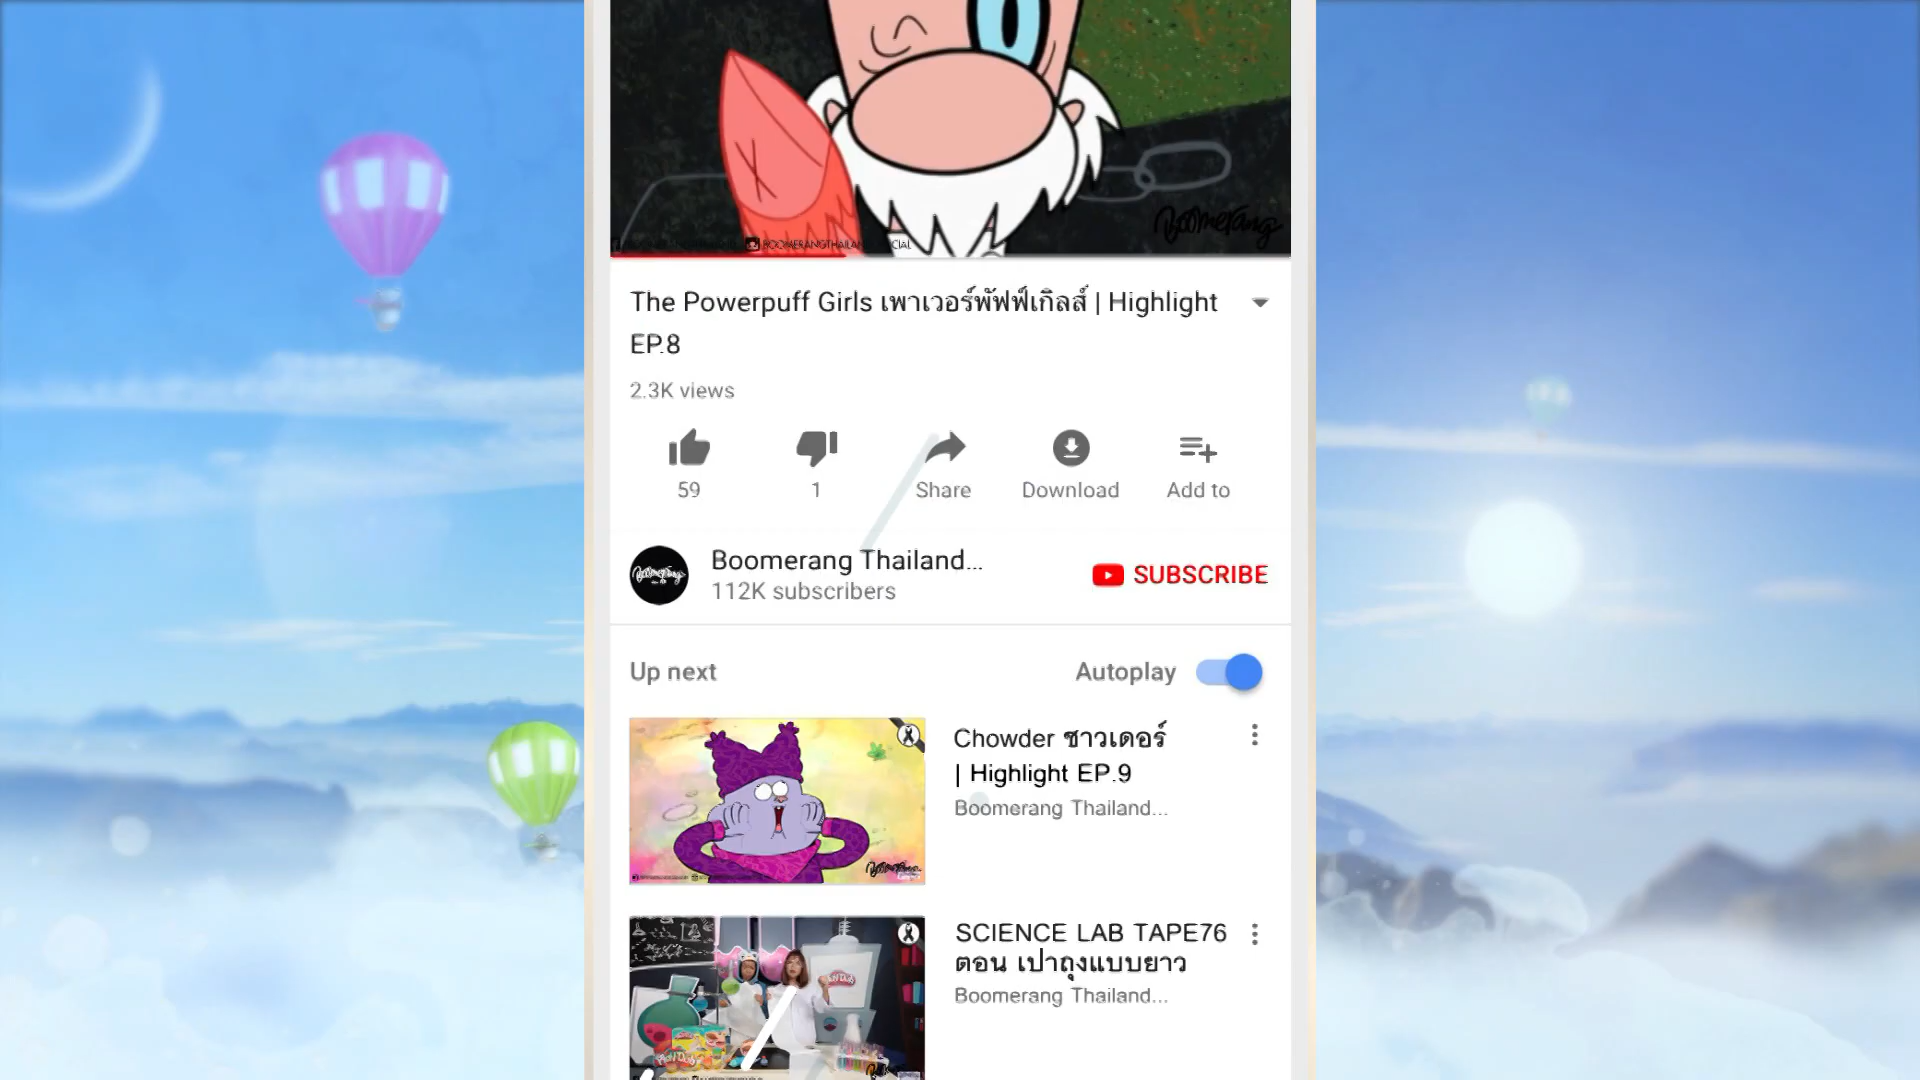 BOOMERANGTHAILAND
Boomerang
The Powerpuff Girls เพาเวอร์พัฟฟ์เกิลส์ | Highlight
EP.8
2.3K views
59
1
Share
Download
Add to
Boomerang Thailand...
112K subscribers
SUBSCRIBE
Up next
Autoplay
Chowder ชาวเดอร์
| Highlight EP.9
Boomerang Thailand...
SCIENCE LAB TAPE76
ตอน เป่าถุงแบบยาว
Boomerang Thailand...